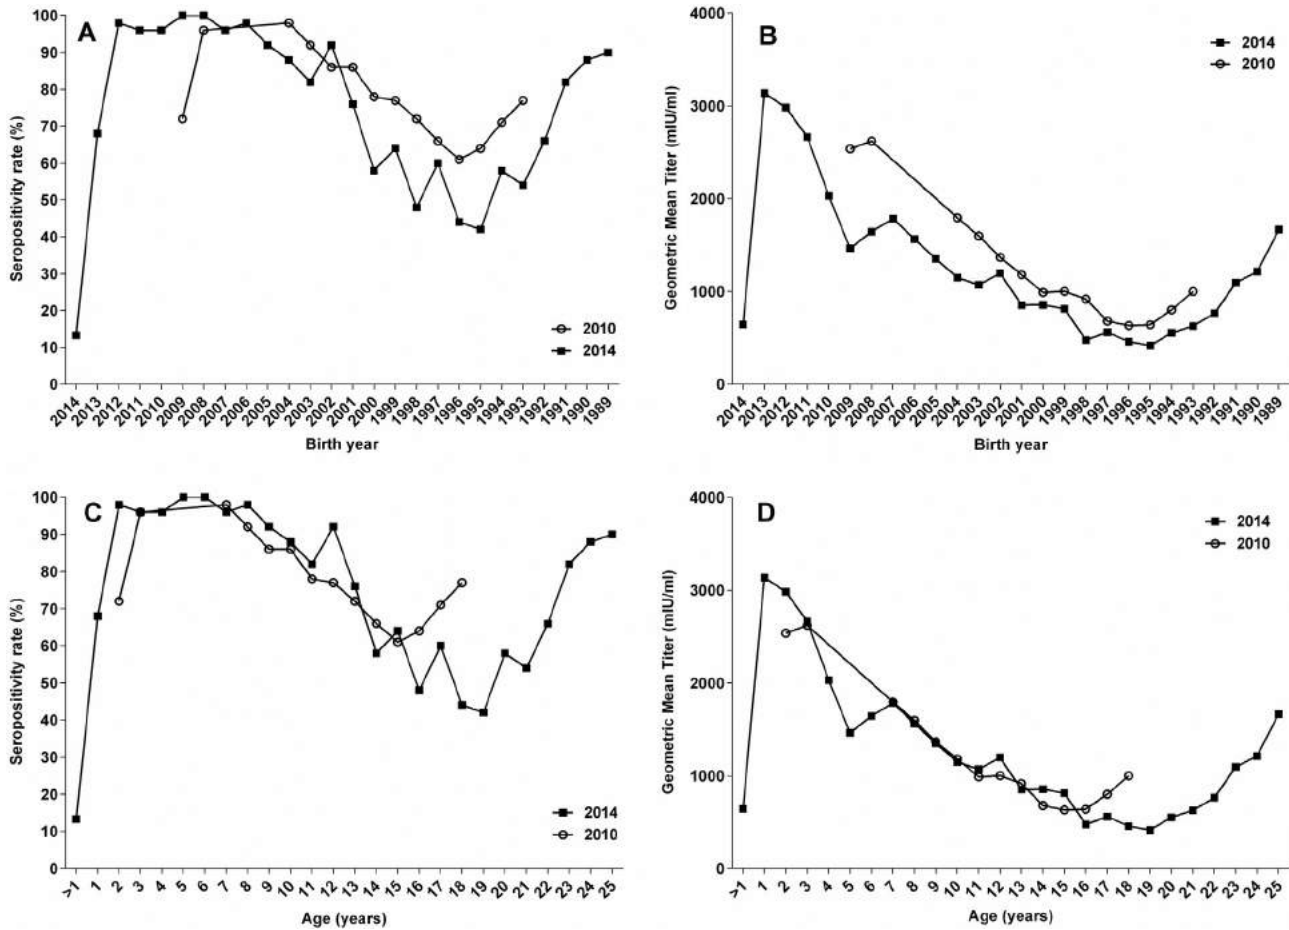 A
Seropositivity rate (%)
100
90
80
70
60
50
40
30
20
10
0
2010
2014
2014 2013 2012 2011 2010 2009 2008 2007 2006 2005 2004 2003 2002 2001 2000 1999 1998 1997 1996 1995 1994 1993 1992 1991 1990 1989
Birth year
B
Geometric Mean Titer (mIU/ml)
4000
3000
2000
1000
0
2014
2010
2014 2013 2012 2011 2010 2009 2008 2007 2006 2005 2004 2003 2002 2001 2000 1999 1998 1997 1996 1995 1994 1993 1992 1991 1990 1989
Birth year
C
Seropositivity rate (%)
100
90
80
70
60
50
40
30
20
10
0
2014
2010
>1 1 2 3 4 5 6 7 8 9 10 11 12 13 14 15 16 17 18 19 20 21 22 23 24 25
Age (years)
D
Geometric Mean Titer (mIU/ml)
4000
3000
2000
1000
0
2014
2010
>1 1 2 3 4 5 6 7 8 9 10 11 12 13 14 15 16 17 18 19 20 21 22 23 24 25
Age (years)